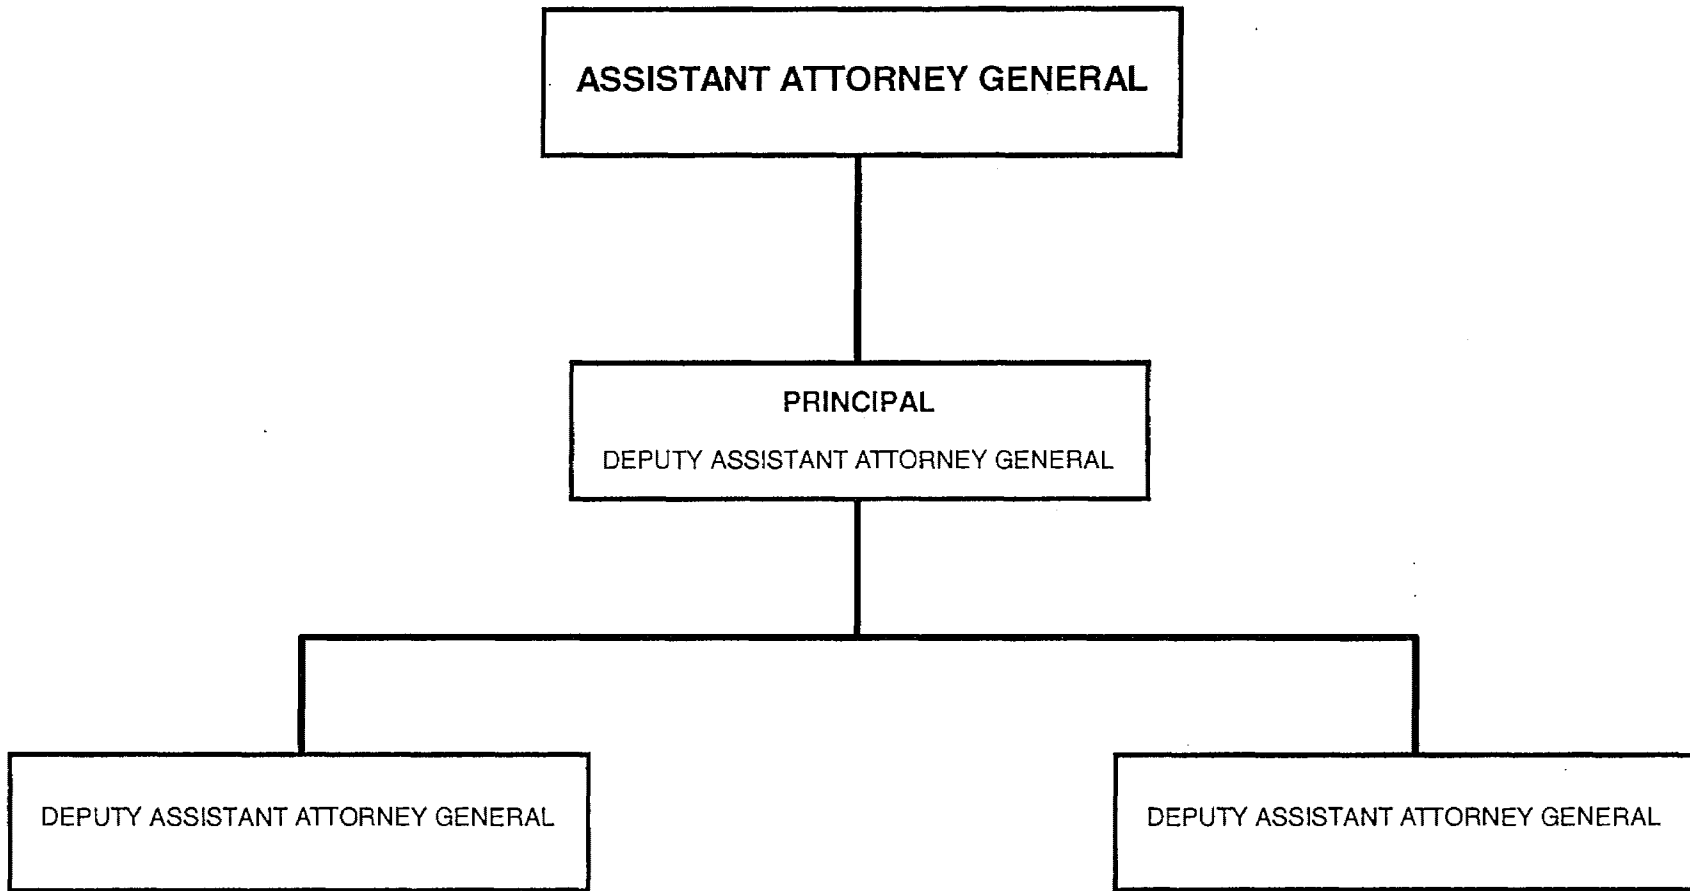 ASSISTANT ATTORNEY GENERAL
PRINCIPAL
DEPUTY ASSISTANT ATTORNEY GENERAL
DEPUTY ASSISTANT ATTORNEY GENERAL
DEPUTY ASSISTANT ATTORNEY GENERAL